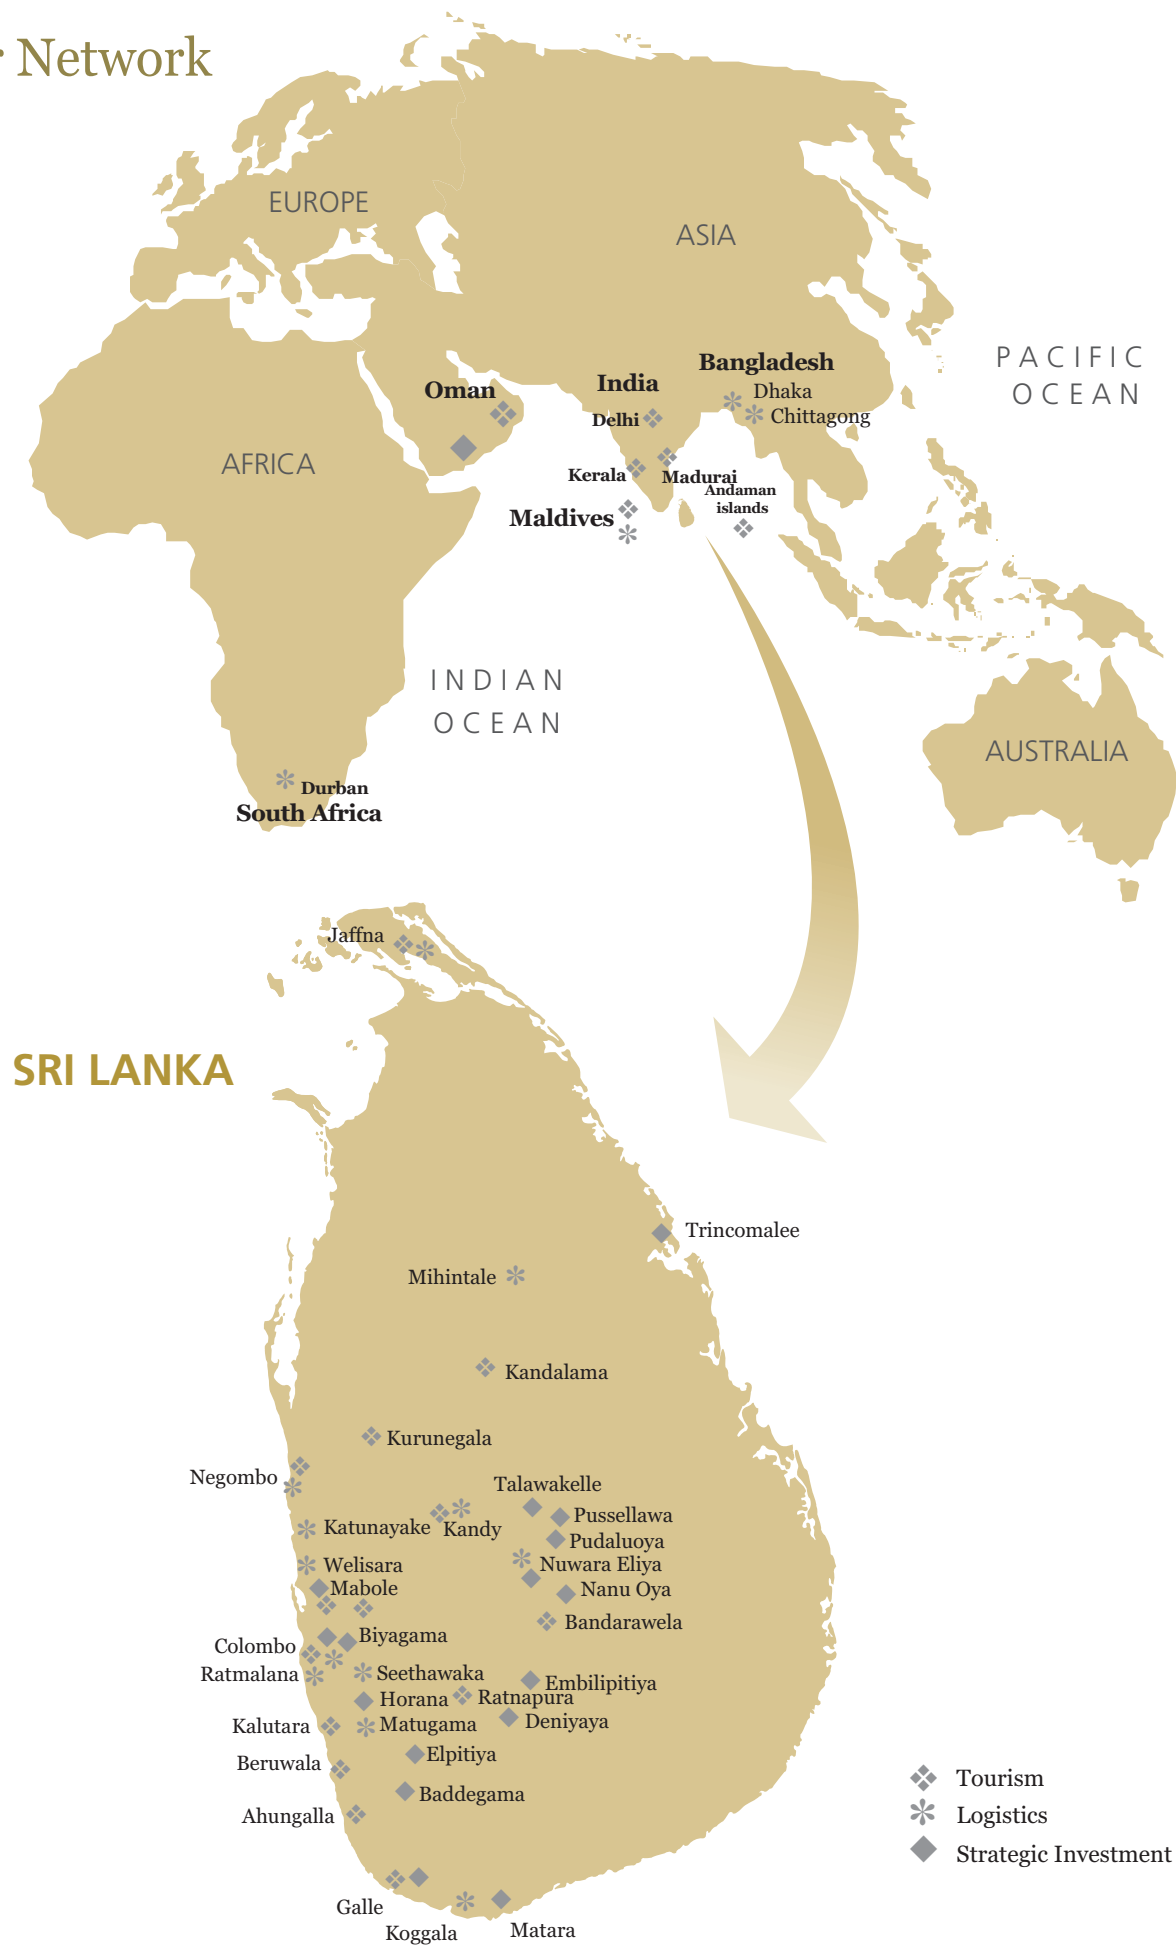 r Network
EUROPE
ASIA
PACIFIC
OCEAN
Bangladesh
Dhaka
Chittagong
India
Delhi
Oman
AFRICA
Kerala
Madurai
Andaman
islands
Maldives
INDIAN
OCEAN
AUSTRALIA
Durban
South Africa
Jaffna
SRI LANKA
Trincomalee
Mihintale
Kandalama
Kurunegala
Negombo
Talawakelle
Pussellawa
Katunayake
Kandy
Pudaluoya
Welisara
Nuwara Eliya
Mabole
Nanu Oya
Bandarawela
Biyagama
Colombo
Ratmalana
Seethawaka
Embilipitiya
Horana
Ratnapura
Kalutara
Matugama
Deniyaya
Elpitiya
Beruwala
Baddegama
Ahungalla
Galle
Koggala
Matara
Tourism
Logistics
Strategic Investment